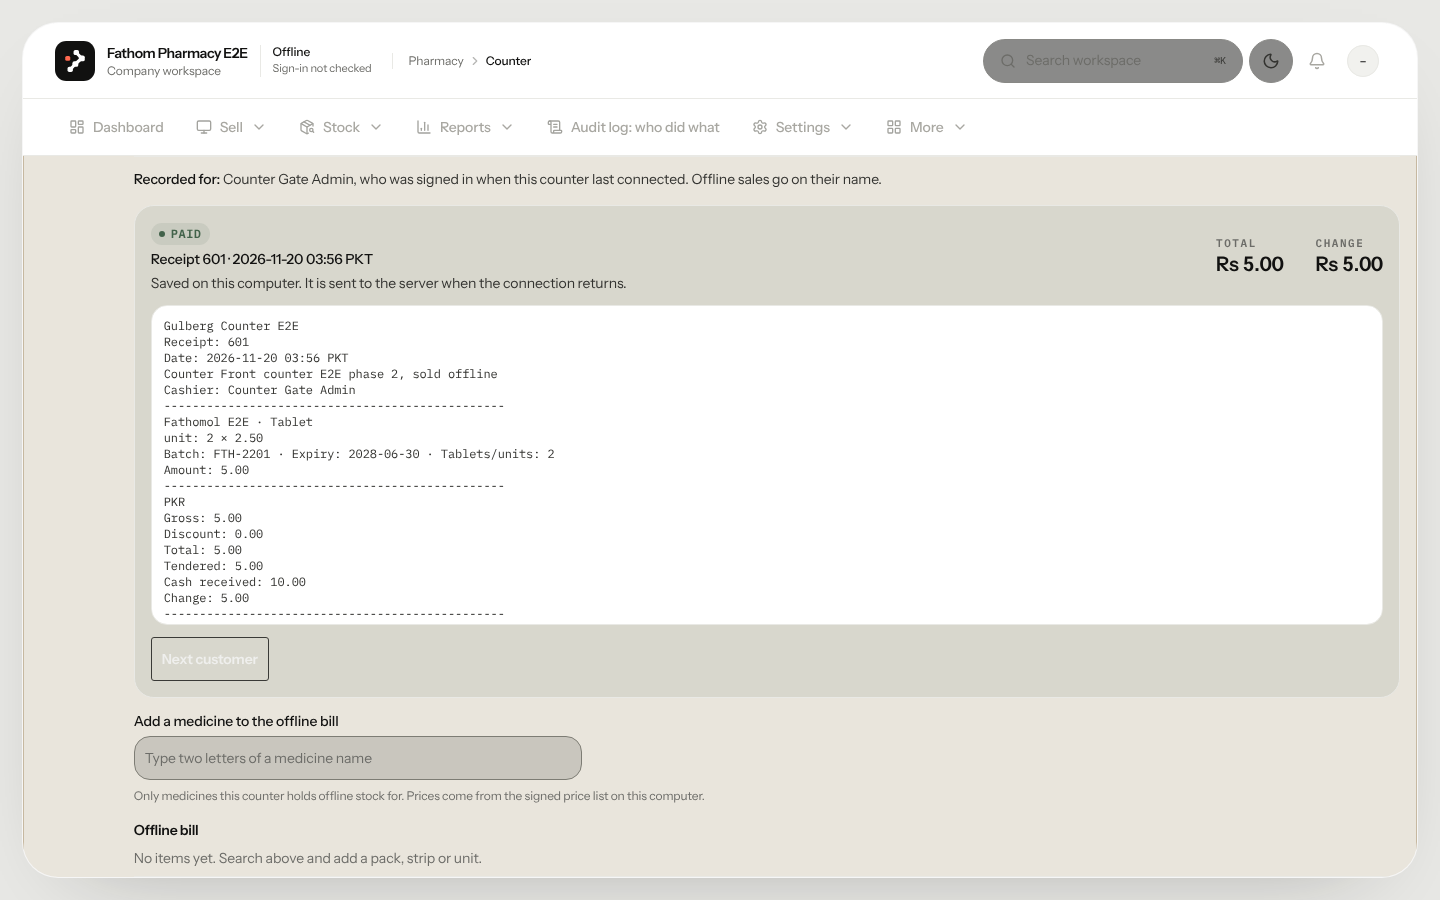 Fathom Pharmacy E2E
Company workspace
Offline
Sign-in not checked
Pharmacy > Counter
Search workspace
⌘K
-
Dashboard
Sell
Stock
Reports
Audit log: who did what
Settings
More
Recorded for: Counter Gate Admin, who was signed in when this counter last connected. Offline sales go on their name.
PAID
Receipt 601 · 2026-11-20 03:56 PKT
Saved on this computer. It is sent to the server when the connection returns.
TOTAL
Rs 5.00
CHANGE
Rs 5.00
Gulberg Counter E2E
Receipt: 601
Date: 2026-11-20 03:56 PKT
Counter Front counter E2E phase 2, sold offline
Cashier: Counter Gate Admin
------------------------------------------------
Fathomol E2E · Tablet
unit: 2 × 2.50
Batch: FTH-2201 · Expiry: 2028-06-30 · Tablets/units: 2
Amount: 5.00
------------------------------------------------
PKR
Gross: 5.00
Discount: 0.00
Total: 5.00
Tendered: 5.00
Cash received: 10.00
Change: 5.00
------------------------------------------------
Next customer
Add a medicine to the offline bill
Type two letters of a medicine name
Only medicines this counter holds offline stock for. Prices come from the signed price list on this computer.
Offline bill
No items yet. Search above and add a pack, strip or unit.